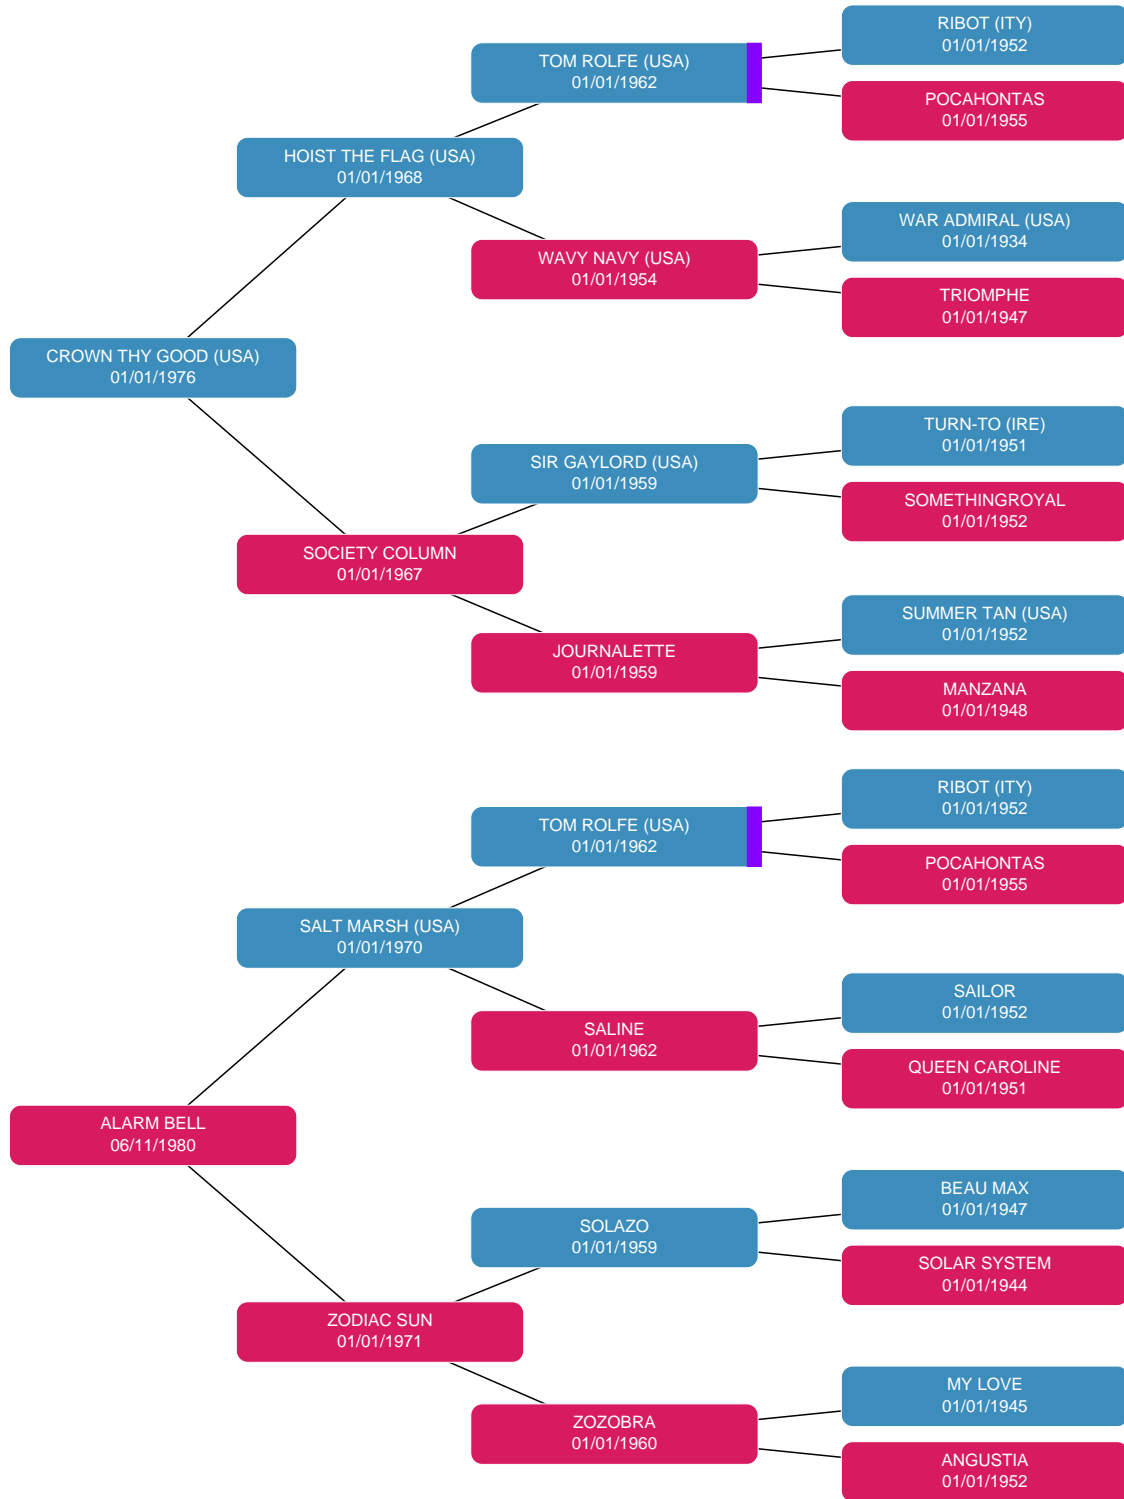 RIBOT (ITY)
01/01/1952
TOM ROLFE (USA)
01/01/1962
POCAHONTAS
01/01/1955
HOIST THE FLAG (USA)
01/01/1968
WAR ADMIRAL (USA)
01/01/1934
WAVY NAVY (USA)
01/01/1954
TRIOMPHE
01/01/1947
CROWN THY GOOD (USA)
01/01/1976
TURN-TO (IRE)
01/01/1951
SIR GAYLORD (USA)
01/01/1959
SOMETHINGROYAL
01/01/1952
SOCIETY COLUMN
01/01/1967
SUMMER TAN (USA)
01/01/1952
JOURNALETTE
01/01/1959
MANZANA
01/01/1948
RIBOT (ITY)
01/01/1952
TOM ROLFE (USA)
01/01/1962
POCAHONTAS
01/01/1955
SALT MARSH (USA)
01/01/1970
SAILOR
01/01/1952
SALINE
01/01/1962
QUEEN CAROLINE
01/01/1951
ALARM BELL
06/11/1980
BEAU MAX
01/01/1947
SOLAZO
01/01/1959
SOLAR SYSTEM
01/01/1944
ZODIAC SUN
01/01/1971
MY LOVE
01/01/1945
ZOZOBRA
01/01/1960
ANGUSTIA
01/01/1952